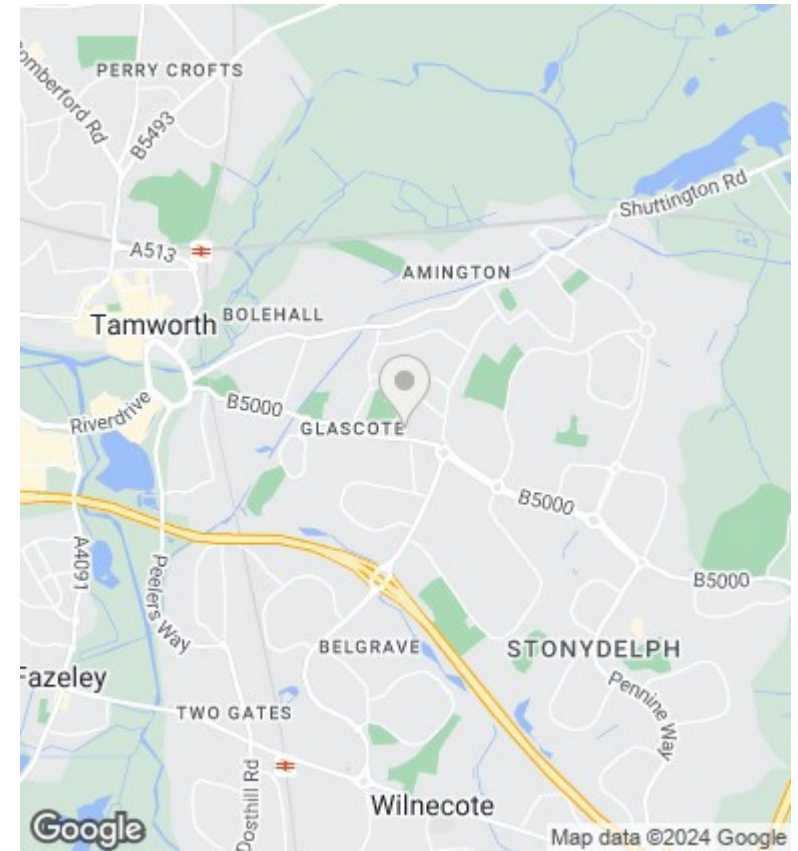 Comberford Rd
PERRY CROFTS
B5493
Shuttington Rd
A513
AMINGTON
BOLEHALL
Tamworth
Riverdrive
B5000
GLASCOTE
B5000
A4091
Peelers Way
B5000
BELGRAVE
STONYDELPH
Fazeley
Pennine Way
TWO GATES
Dosthill Rd
Wilnecote
Google
Map data ©2024 Google